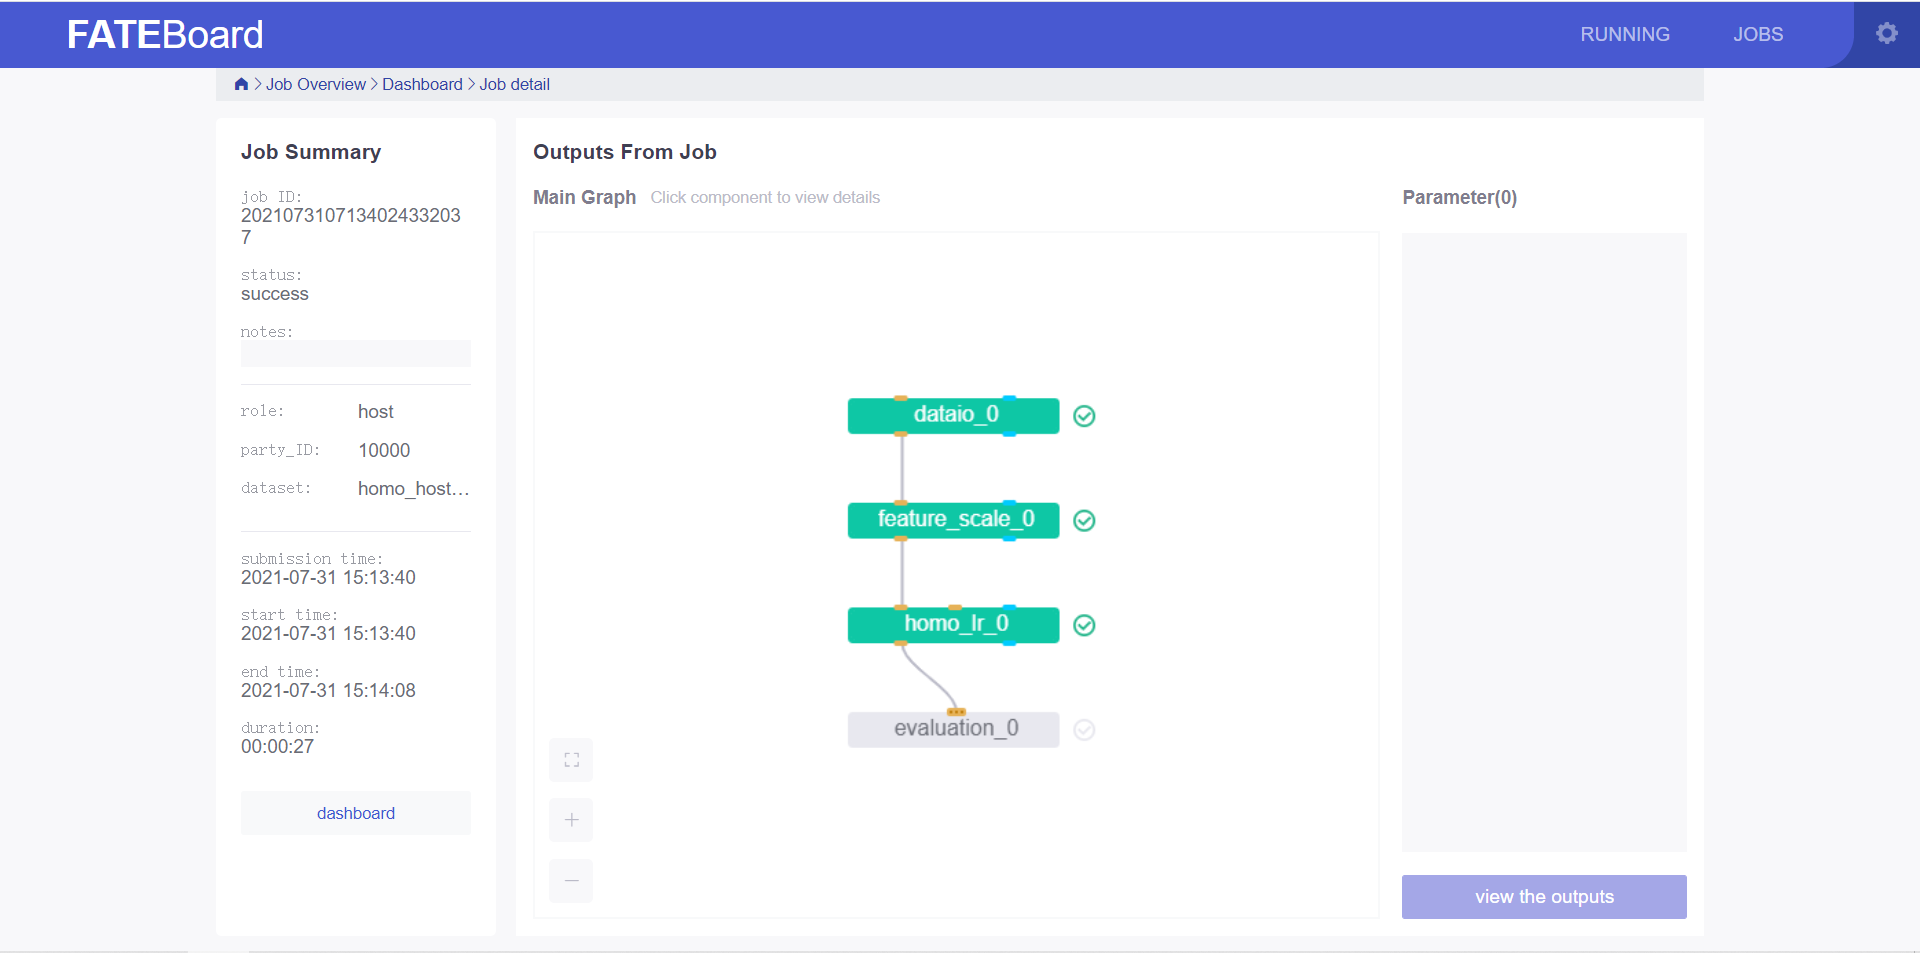 FATEBoard
RUNNING
JOBS
Job Overview
Dashboard
Job detail
Job Summary
job ID:
202107310713402433203
7
status:
success
notes:
role: host
party_ID: 10000
dataset: homo_host...
submission time:
2021-07-31 15:13:40
start time:
2021-07-31 15:13:40
end time:
2021-07-31 15:14:08
duration:
00:00:27
dashboard
Outputs From Job
Main Graph Click component to view details
dataio_0
feature_scale_0
homo_lr_0
evaluation_0
Parameter(0)
view the outputs